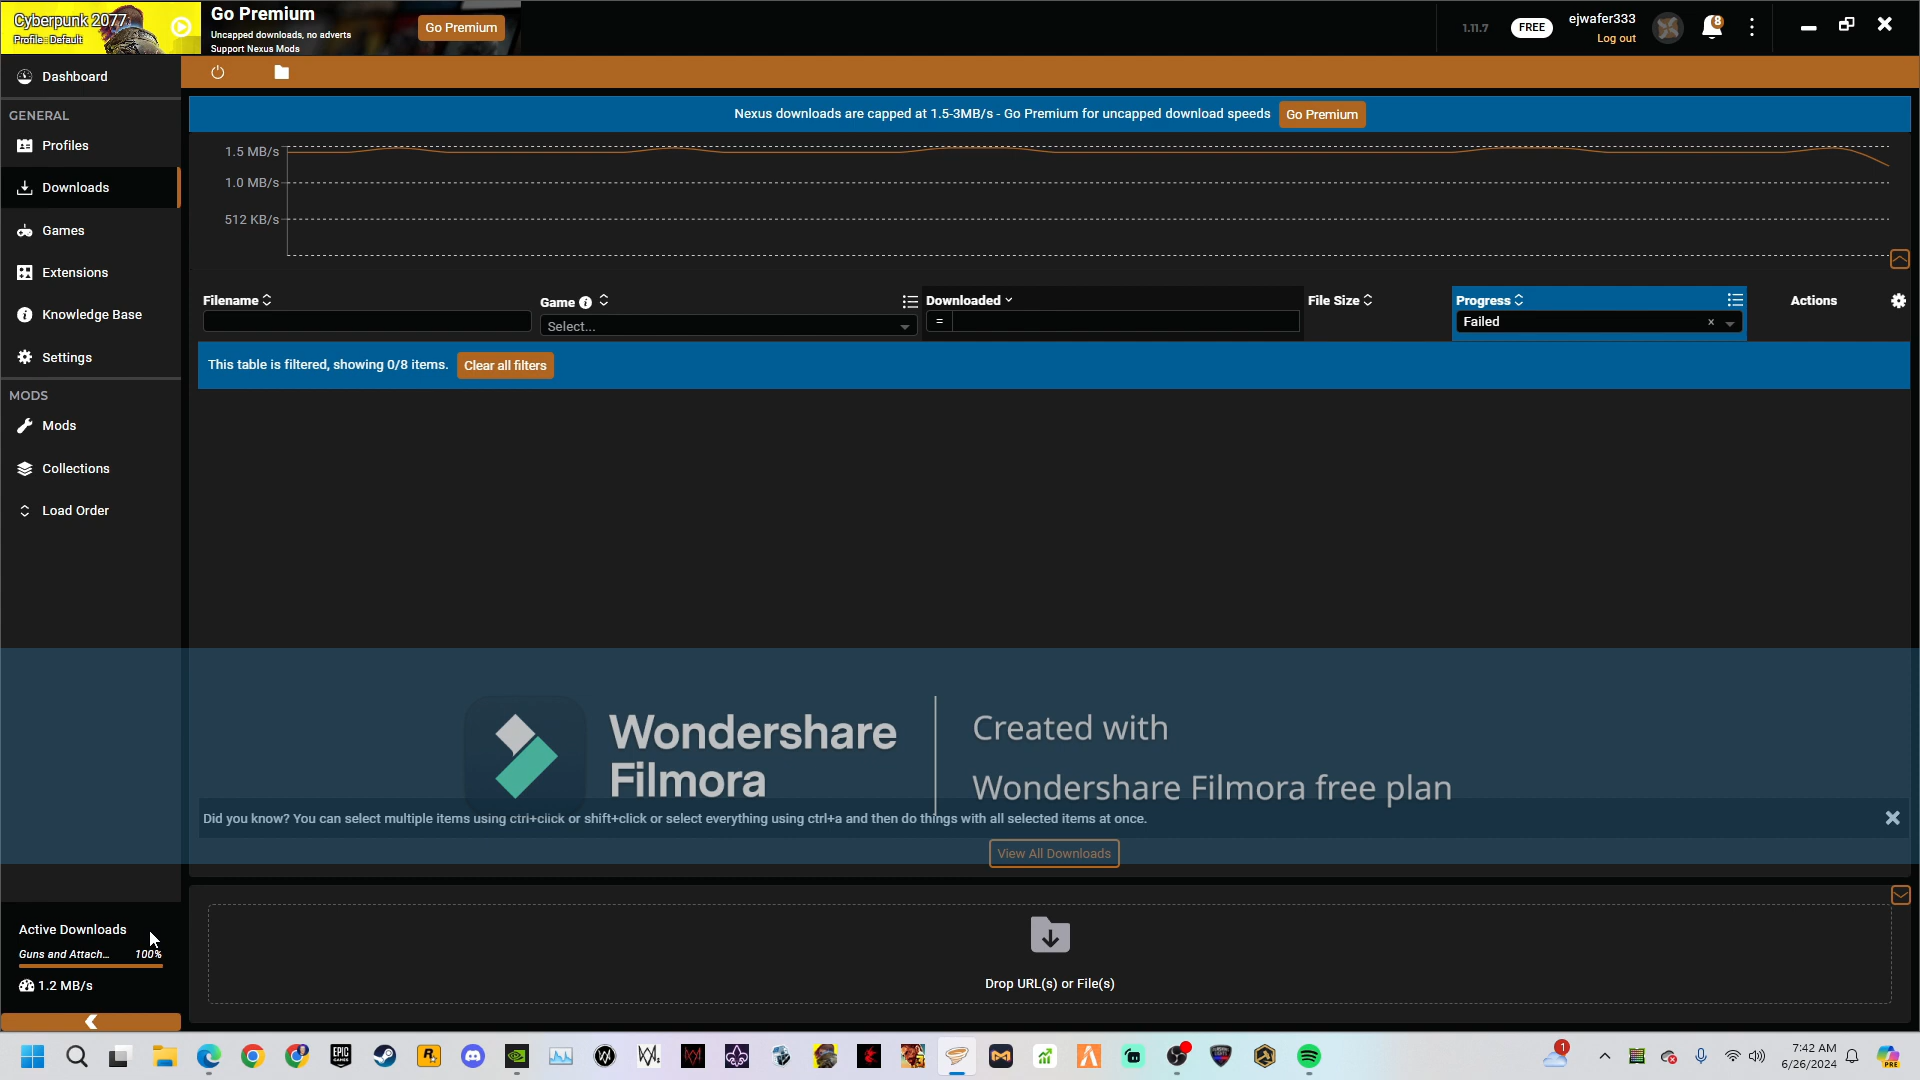 Cyberpunk 2077
Profile: Default
Go Premium
Uncapped downloads, no adverts
Support Nexus Mods
Go Premium
1.11.7
FREE
ejwafer333
Log out
8
Dashboard
GENERAL
Profiles
Downloads
Games
Extensions
Knowledge Base
Settings
MODS
Mods
Collections
Load Order
Nexus downloads are capped at 1.5-3MB/s - Go Premium for uncapped download speeds
Go Premium
1.5 MB/s
1.0 MB/s
512 KB/s
Filename
Game
Select...
Downloaded
=
File Size
Progress
Failed
×
Actions
This table is filtered, showing 0/8 items.
Clear all filters
Wondershare
Filmora
Created with
Wondershare Filmora free plan
Did you know? You can select multiple items using ctrl+click or shift+click or select everything using ctrl+a and then do things with all selected items at once.
View All Downloads
Active Downloads
Guns and Attach...
100%
1.2 MB/s
Drop URL(s) or File(s)
EPIC
GAMES
1
7:42 AM
6/26/2024
PRE